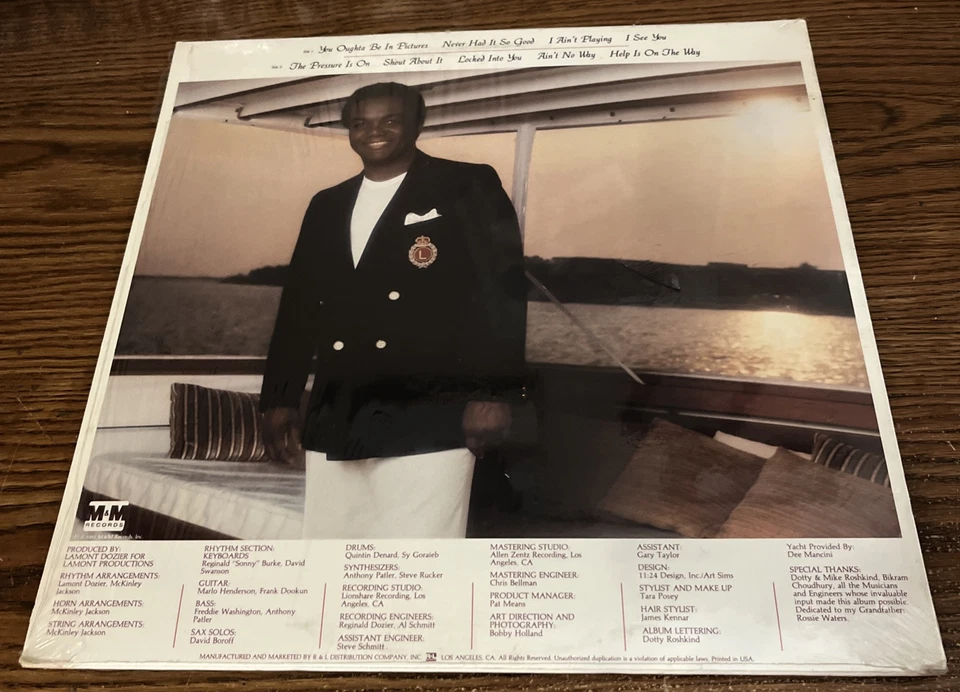 Side 1 You Oughta Be In Pictures Never Had It So Good I Ain't Playing I See You
Side 2 The Pressure Is On Shout About It Locked Into You Ain't No Way Help Is On The Way
L
M&M
RECORDS
M&M Records, Inc.
PRODUCED BY:
LAMONT DOZIER FOR
LAMONT PRODUCTIONS
RHYTHM ARRANGEMENTS:
Lamont Dozier, McKinley
Jackson
HORN ARRANGEMENTS:
McKinley Jackson
STRING ARRANGEMENTS:
McKinley Jackson
RHYTHM SECTION:
KEYBOARDS
Reginald "Sonny" Burke, David
Swanson
GUITAR:
Marlo Henderson, Frank Dookun
BASS:
Freddie Washington, Anthony
Patler
SAX SOLOS:
David Boroff
DRUMS:
Quintin Denard, Sy Goraieb
SYNTHESIZERS:
Anthony Patler, Steve Rucker
RECORDING STUDIO:
Lionshare Recording, Los
Angeles, CA
RECORDING ENGINEERS:
Reginald Dozier, Al Schmitt
ASSISTANT ENGINEER:
Steve Schmitt
MASTERING STUDIO:
Allen Zentz Recording, Los
Angeles, CA
MASTERING ENGINEER:
Chris Bellman
PRODUCT MANAGER:
Pat Means
ART DIRECTION AND
PHOTOGRAPHY:
Bobby Holland
ASSISTANT:
Gary Taylor
DESIGN:
11:24 Design, Inc./Art Sims
STYLIST AND MAKE UP
Tara Posey
HAIR STYLIST:
James Kennar
ALBUM LETTERING:
Dotty Roshkind
Yacht Provided By:
Dee Mancini
SPECIAL THANKS:
Dotty & Mike Roshkind, Bikram
Choudhury, all the Musicians
and Engineers whose invaluable
input made this album possible.
Dedicated to my Grandfather:
Rossie Waters.
MANUFACTURED AND MARKETED BY R & L DISTRIBUTION COMPANY, INC. LOS ANGELES, CA. All Rights Reserved. Unauthorized duplication is a violation of applicable laws. Printed in USA.